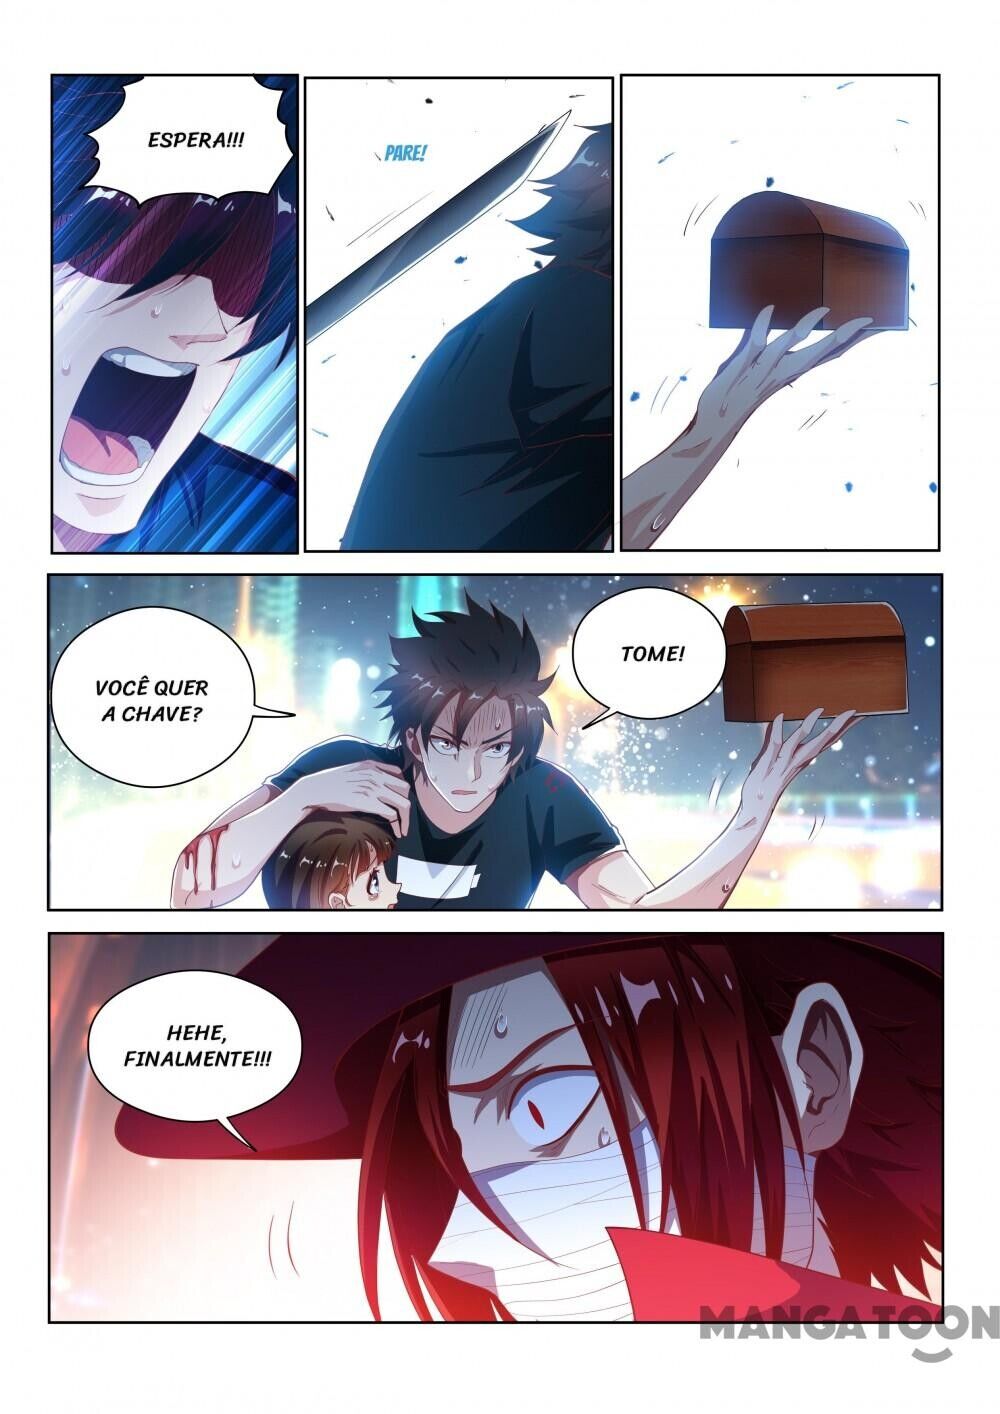 ESPERA!!!
PARE!
VOCÊ QUER
A CHAVE?
TOME!
HEHE,
FINALMENTE!!!
MANGATOON